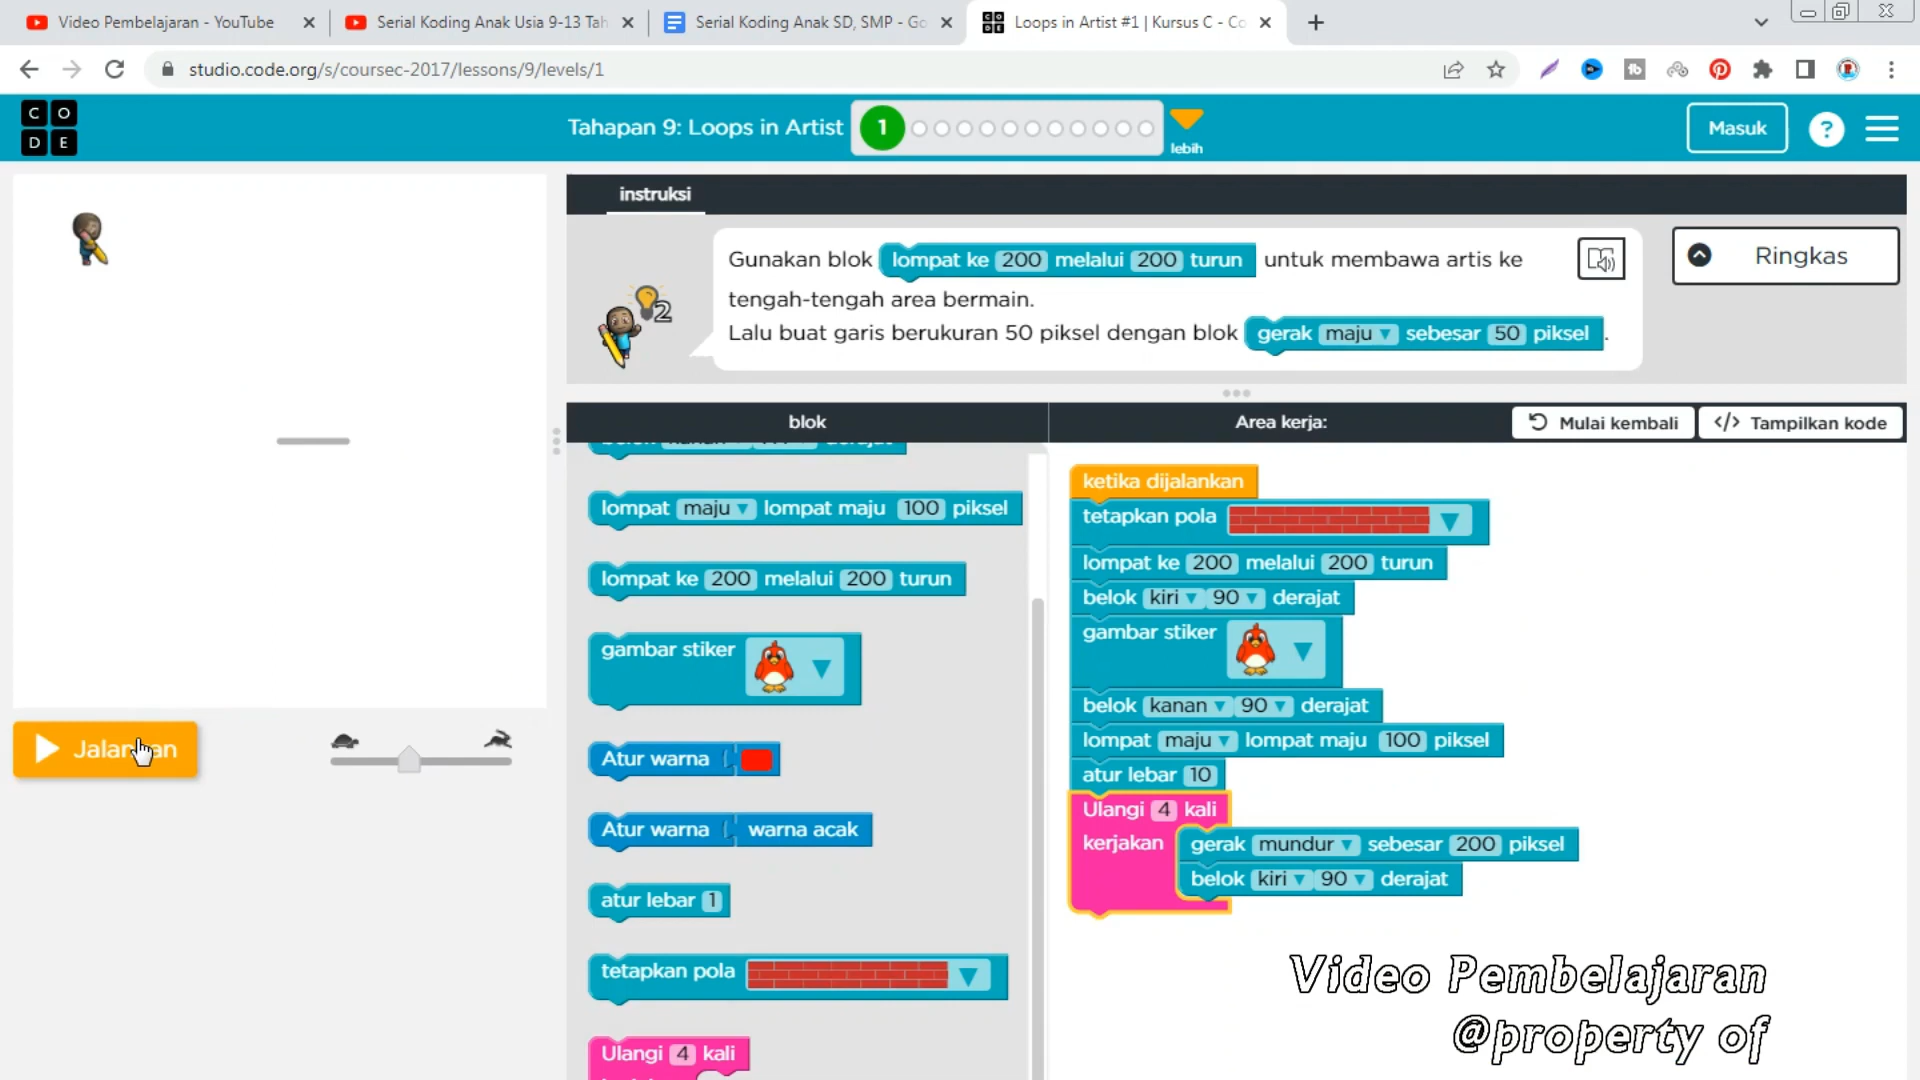 Video Pembelajaran - YouTube
Serial Koding Anak Usia 9-13 Tah
Serial Koding Anak SD, SMP - Go
Loops in Artist #1 | Kursus C - Co
studio.code.org/s/coursec-2017/lessons/9/levels/1
C O
D E
Tahapan 9: Loops in Artist
1
lebih
Masuk
?
instruksi
2
Gunakan blok lompat ke 200 melalui 200 turun untuk membawa artis ke
tengah-tengah area bermain.
Lalu buat garis berukuran 50 piksel dengan blok gerak maju sebesar 50 piksel .
Ringkas
blok
Area kerja:
Mulai kembali
</> Tampilkan kode
lompat maju lompat maju 100 piksel
lompat ke 200 melalui 200 turun
gambar stiker
Atur warna
Atur warna warna acak
atur lebar 1
tetapkan pola
Ulangi 4 kali
ketika dijalankan
tetapkan pola
lompat ke 200 melalui 200 turun
belok kiri 90 derajat
gambar stiker
belok kanan 90 derajat
lompat maju lompat maju 100 piksel
atur lebar 10
Ulangi 4 kali
kerjakan gerak mundur sebesar 200 piksel
belok kiri 90 derajat
Video Pembelajaran
@property of